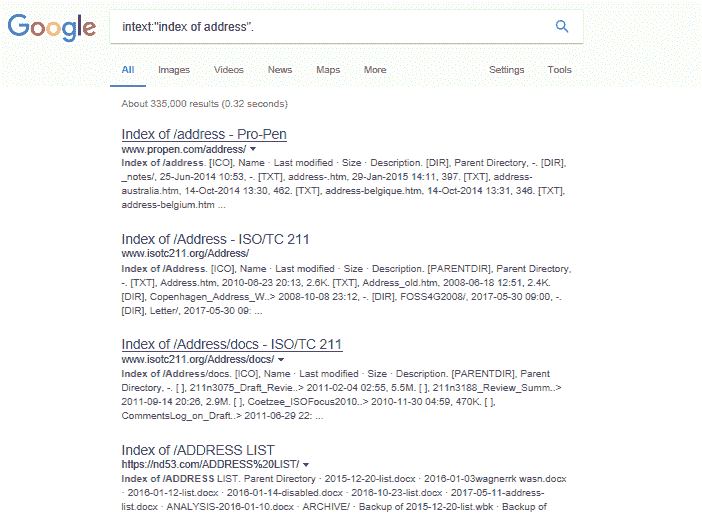 Google
intext:"index of address".
All Images Videos News Maps More Settings Tools
About 335,000 results (0.32 seconds)
Index of /address - Pro-Pen
www.propen.com/address/
Index of /address. [ICO], Name · Last modified · Size · Description. [DIR], Parent Directory, -. [DIR],
_notes/, 25-Jun-2014 10:53, -. [TXT], address-.htm, 29-Jan-2015 14:11, 397. [TXT], address-
australia.htm, 14-Oct-2014 13:30, 462. [TXT], address-belgique.htm, 14-Oct-2014 13:31, 346. [TXT],
address-belgium.htm ...
Index of /Address - ISO/TC 211
www.isotc211.org/Address/
Index of /Address. [ICO], Name · Last modified · Size · Description. [PARENTDIR], Parent Directory,
-. [TXT], Address.htm, 2010-06-23 20:13, 2.6K. [TXT], Address_old.htm, 2008-06-18 12:51, 2.4K.
[DIR], Copenhagen_Address_W..> 2008-10-08 23:12, -. [DIR], FOSS4G2008/, 2017-05-30 09:00, -.
[DIR], Letter/, 2017-05-30 09: ...
Index of /Address/docs - ISO/TC 211
www.isotc211.org/Address/docs/
Index of /Address/docs. [ICO], Name · Last modified · Size · Description. [PARENTDIR], Parent
Directory, -. [ ], 211n3075_Draft_Revie..> 2011-02-04 02:55, 5.5M. [ ], 211n3188_Review_Summ..>
2011-09-14 20:26, 2.9M. [ ], Coetzee_ISOFocus2010..> 2010-11-30 04:59, 470K. [ ],
CommentsLog_on_Draft..> 2011-06-29 22: ...
Index of /ADDRESS LIST
https://nd53.com/ADDRESS%20LIST/
Index of /ADDRESS LIST. Parent Directory · 2015-12-20-list.docx · 2016-01-03wagnerrk wasn.docx
· 2016-01-12-list.docx · 2016-01-14-disabled.docx · 2016-10-23-list.docx · 2017-05-11-address-
list.docx · ANALYSIS-2016-01-10.docx · ARCHIVE/ · Backup of 2015-12-20-list.wbk · Backup of